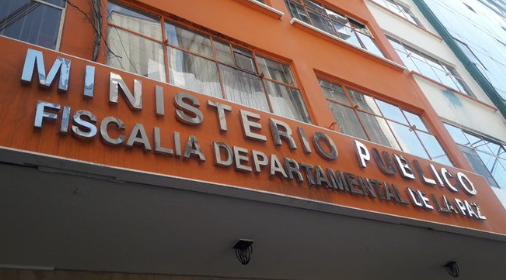 MINISTERIO PUBLICO
FISCALIA DEPARTAMENTAL DE LA PAZ